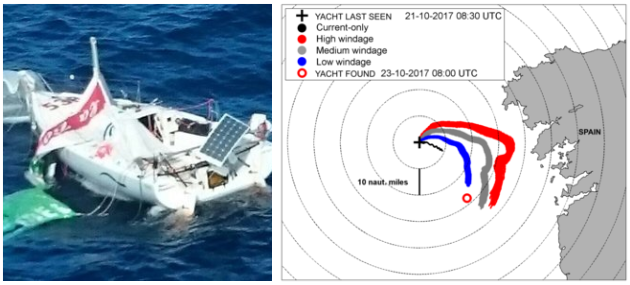 YACHT LAST SEEN 21-10-2017 08:30 UTC
Current-only
High windage
Medium windage
Low windage
YACHT FOUND 23-10-2017 08:00 UTC
SPAIN
10 naut. miles